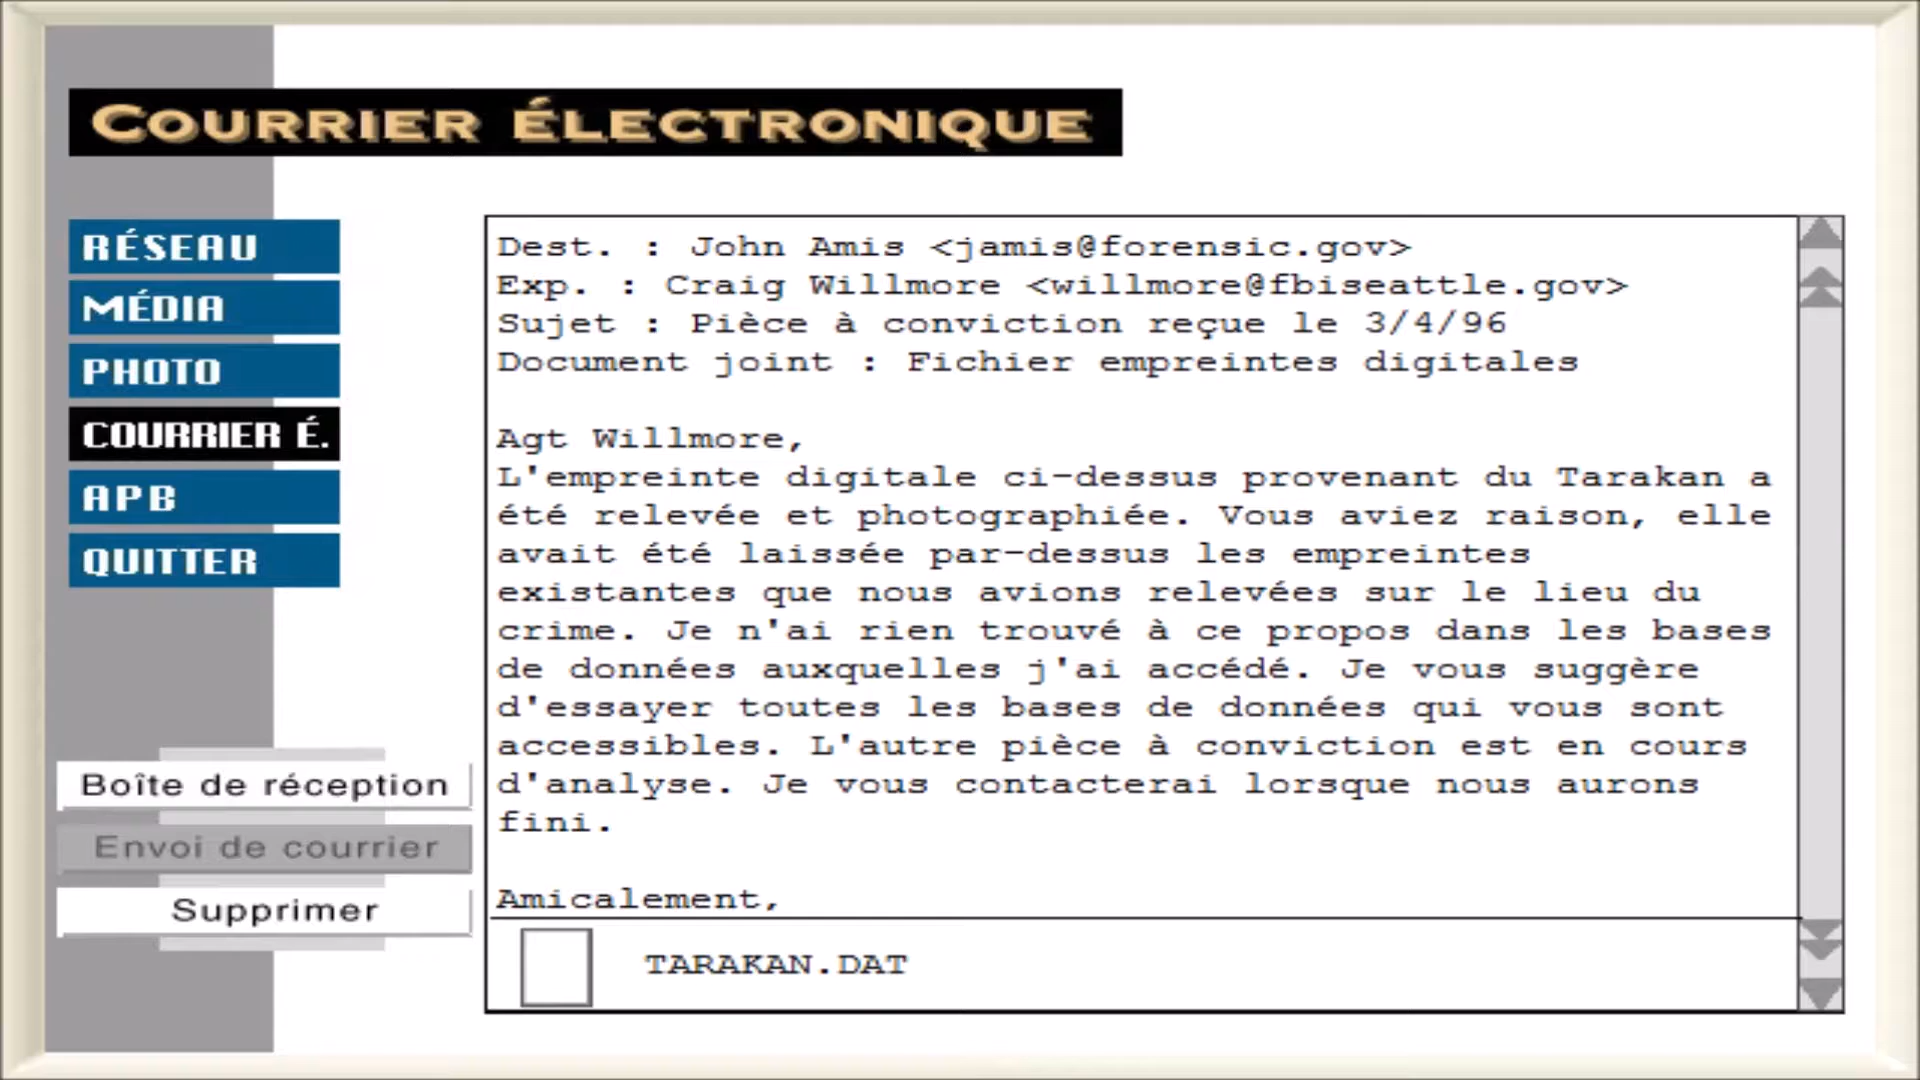 COURRIER ÉLECTRONIQUE
RÉSEAU
MÉDIA
PHOTO
COURRIER É.
APB
QUITTER
Boîte de réception
Envoi de courrier
Supprimer
Dest. : John Amis <jamis@forensic.gov>
Exp. : Craig Willmore <willmore@fbiseattle.gov>
Sujet : Pièce à conviction reçue le 3/4/96
Document joint : Fichier empreintes digitales
Agt Willmore,
L'empreinte digitale ci-dessus provenant du Tarakan a
été relevée et photographiée. Vous aviez raison, elle
avait été laissée par-dessus les empreintes
existantes que nous avions relevées sur le lieu du
crime. Je n'ai rien trouvé à ce propos dans les bases
de données auxquelles j'ai accédé. Je vous suggère
d'essayer toutes les bases de données qui vous sont
accessibles. L'autre pièce à conviction est en cours
d'analyse. Je vous contacterai lorsque nous aurons
fini.
Amicalement,
TARAKAN.DAT